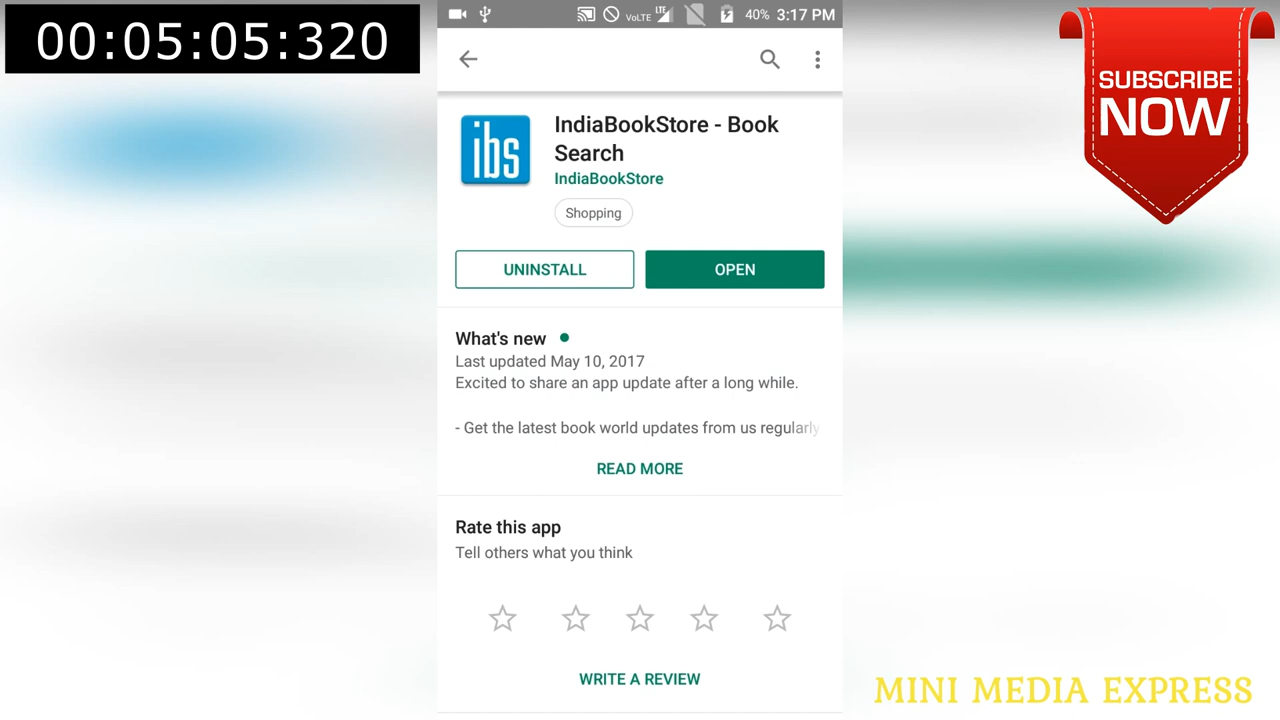 00:05:05:320
VoLTE LTE 40% 3:17 PM
SUBSCRIBE
NOW
ibs
IndiaBookStore - Book
Search
IndiaBookStore
Shopping
UNINSTALL OPEN
What's new
Last updated May 10, 2017
Excited to share an app update after a long while.
- Get the latest book world updates from us regularly
READ MORE
Rate this app
Tell others what you think
WRITE A REVIEW
MINI MEDIA EXPRESS